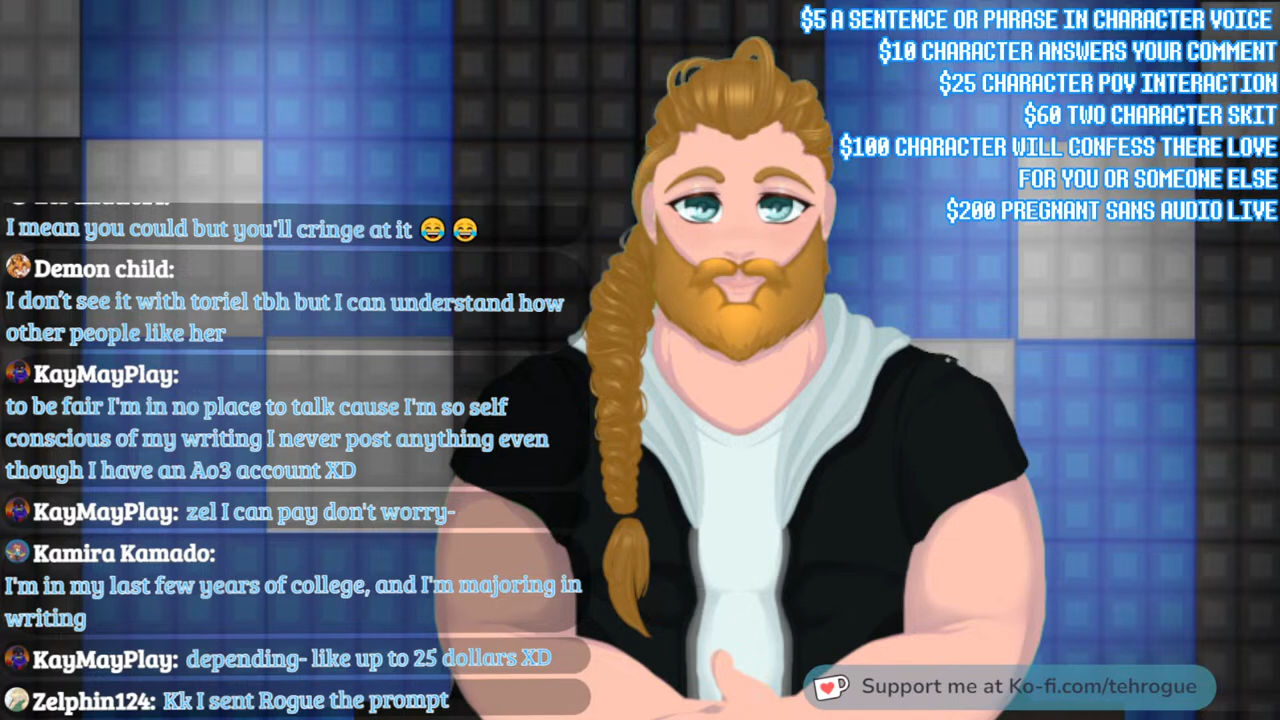 $5 A SENTENCE OR PHRASE IN CHARACTER VOICE
$10 CHARACTER ANSWERS YOUR COMMENT
$25 CHARACTER POV INTERACTION
$60 TWO CHARACTER SKIT
$100 CHARACTER WILL CONFESS THERE LOVE
FOR YOU OR SOMEONE ELSE
$200 PREGNANT SANS AUDIO LIVE
I mean you could but you'll cringe at it 😂 😂
Demon child:
I don't see it with toriel tbh but I can understand how
other people like her
KayMayPlay:
to be fair I'm in no place to talk cause I'm so self
conscious of my writing I never post anything even
though I have an Ao3 account XD
KayMayPlay: zel I can pay don't worry-
Kamira Kamado:
I'm in my last few years of college, and I'm majoring in
writing
KayMayPlay: depending- like up to 25 dollars XD
Zelphin124: Kk I sent Rogue the prompt
Support me at Ko-fi.com/tehrogue